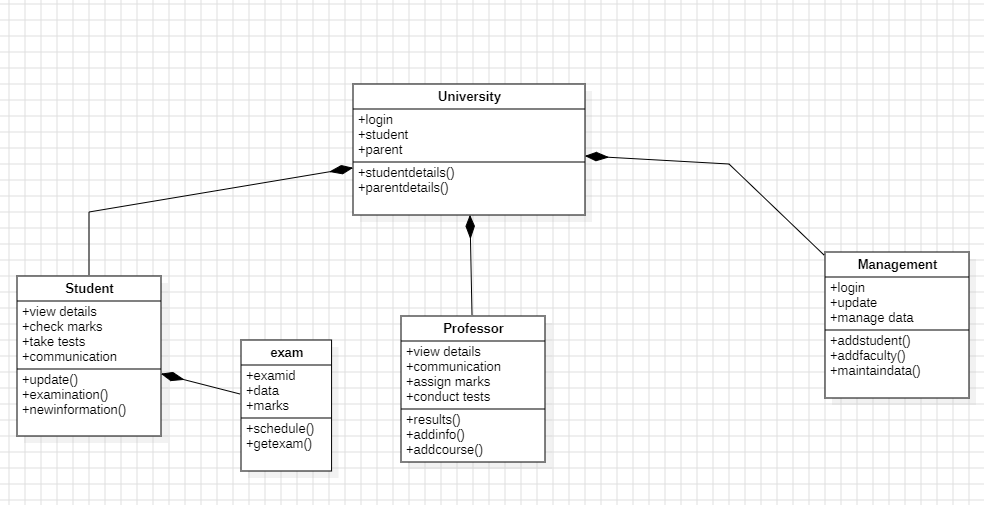 University
+login
+student
+parent
+studentdetails()
+parentdetails()
Student
+view details
+check marks
+take tests
+communication
+update()
+examination()
+newinformation()
exam
+examid
+data
+marks
+schedule()
+getexam()
Professor
+view details
+communication
+assign marks
+conduct tests
+results()
+addinfo()
+addcourse()
Management
+login
+update
+manage data
+addstudent()
+addfaculty()
+maintaindata()